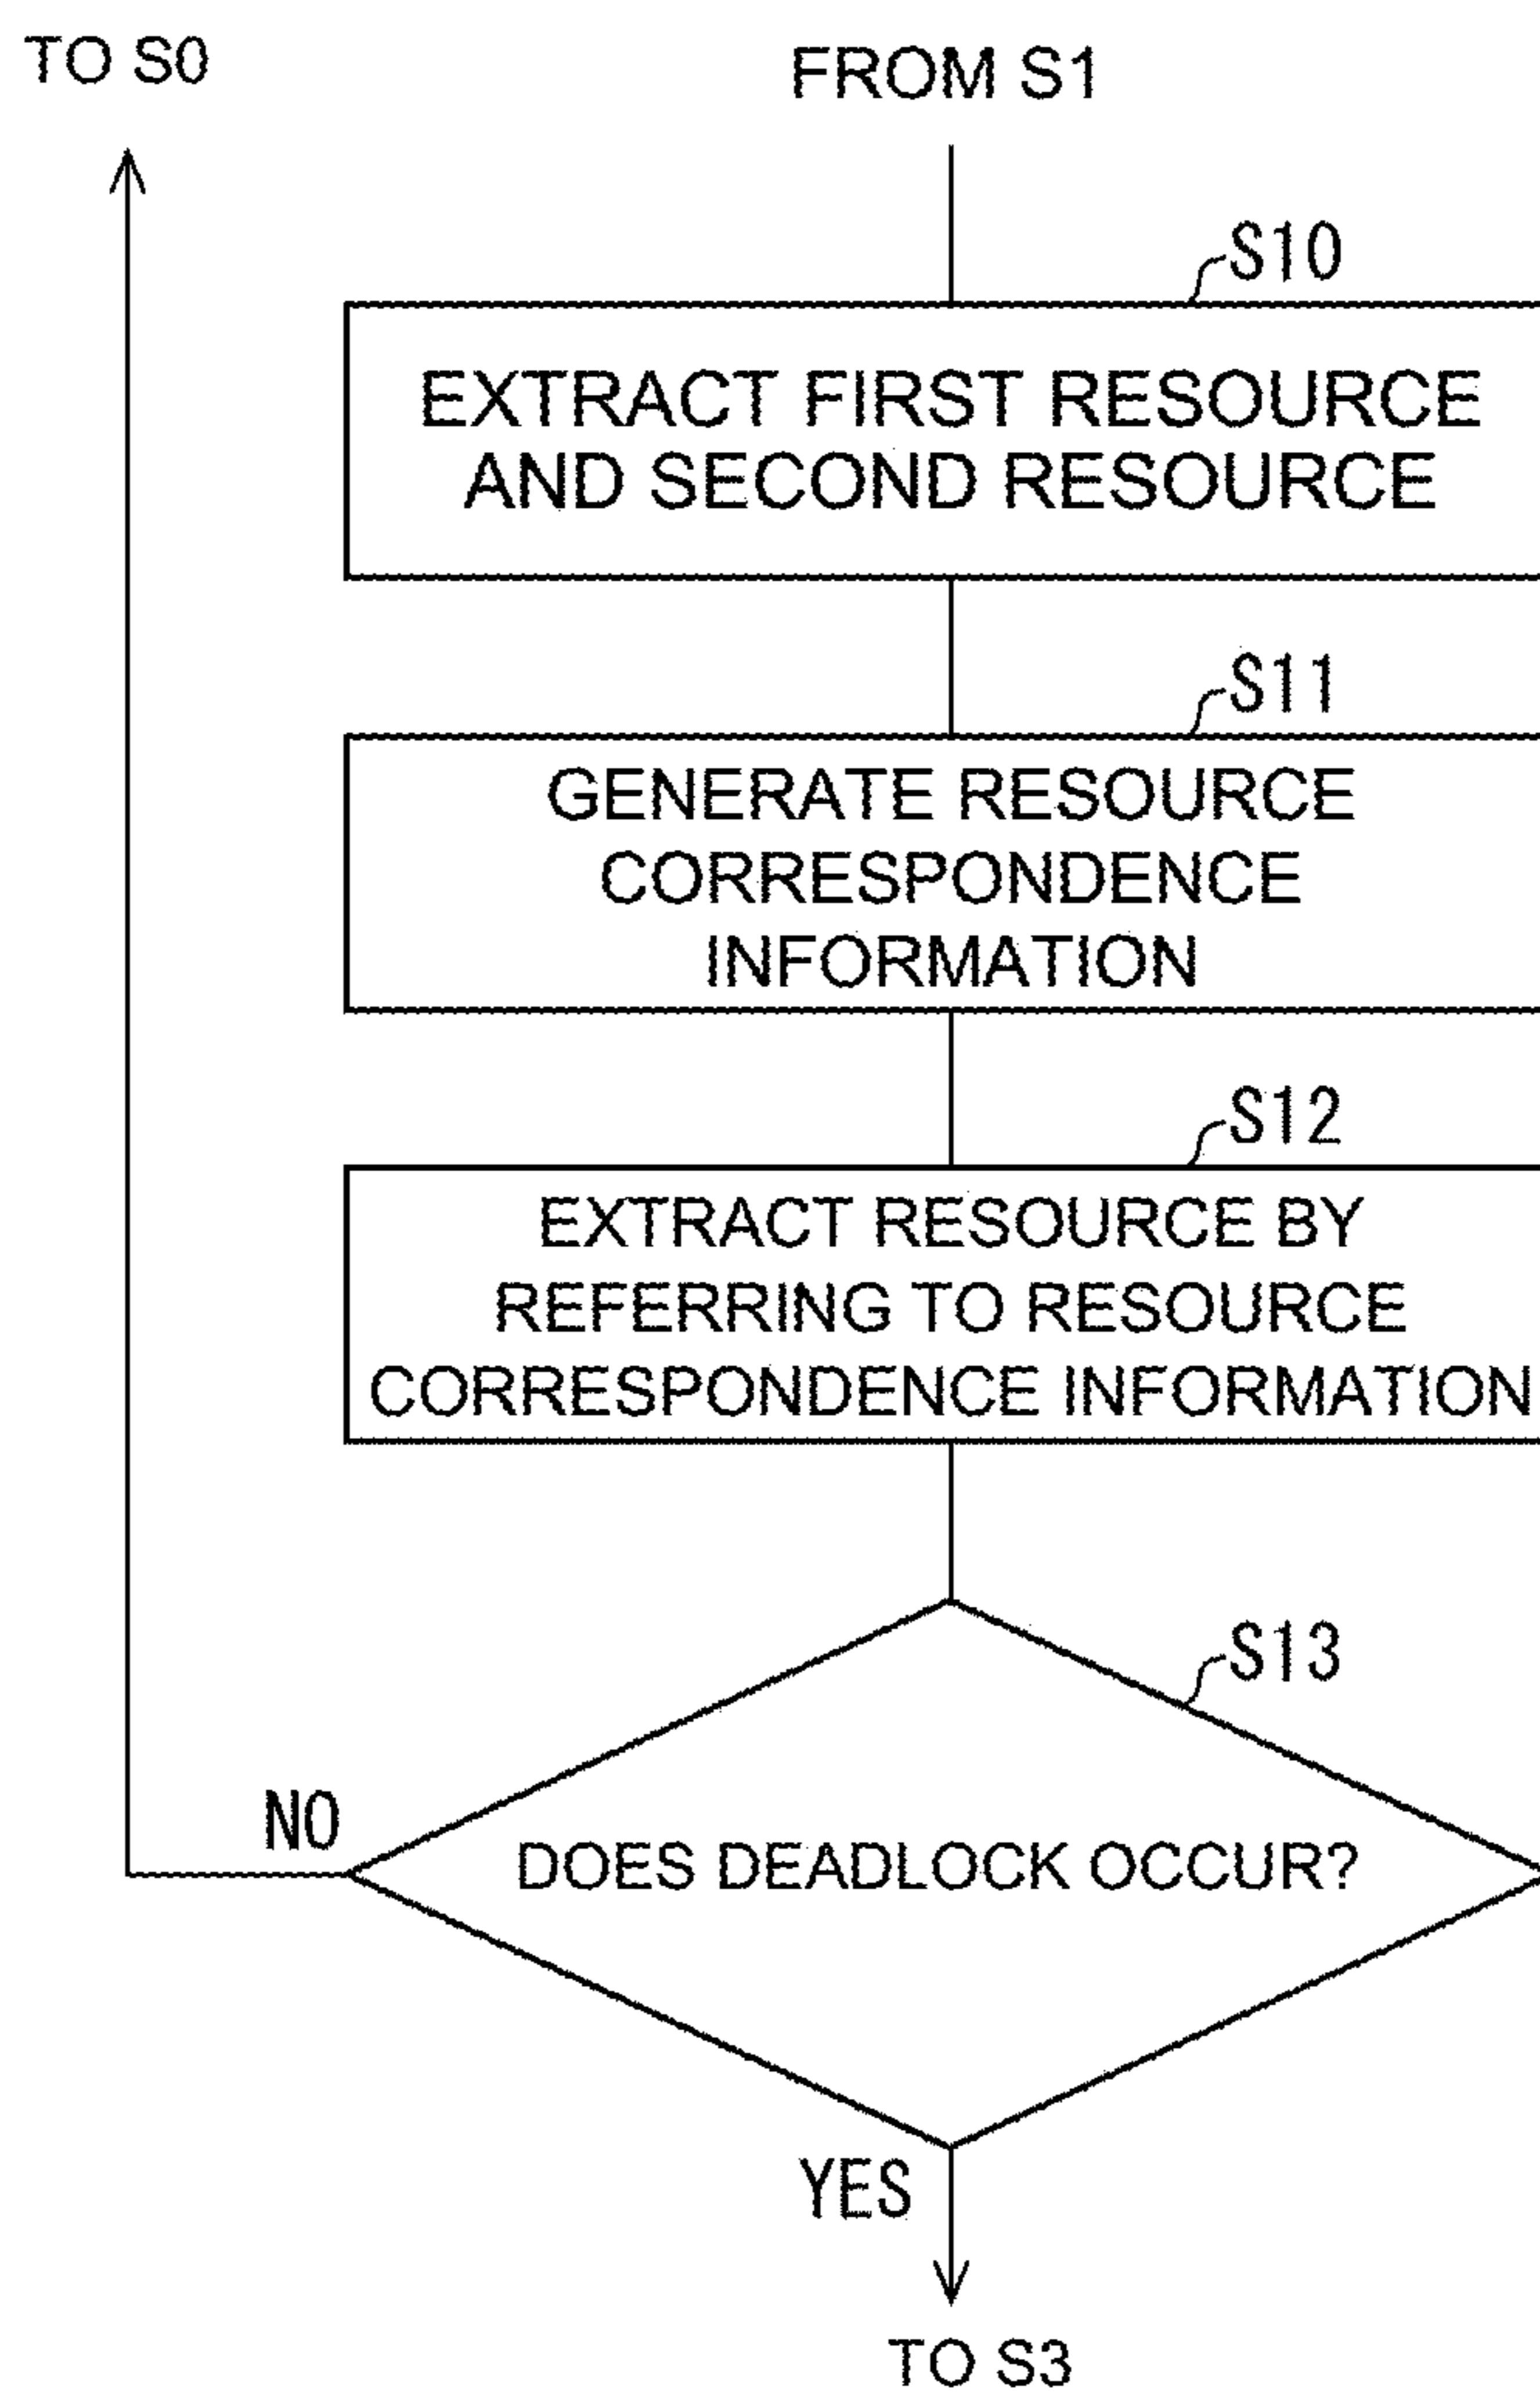 TO S0
FROM S1
S10
EXTRACT FIRST RESOURCE
AND SECOND RESOURCE
S11
GENERATE RESOURCE
CORRESPONDENCE
INFORMATION
S12
EXTRACT RESOURCE BY
REFERRING TO RESOURCE
CORRESPONDENCE INFORMATION
S13
NO
DOES DEADLOCK OCCUR?
YES
TO S3